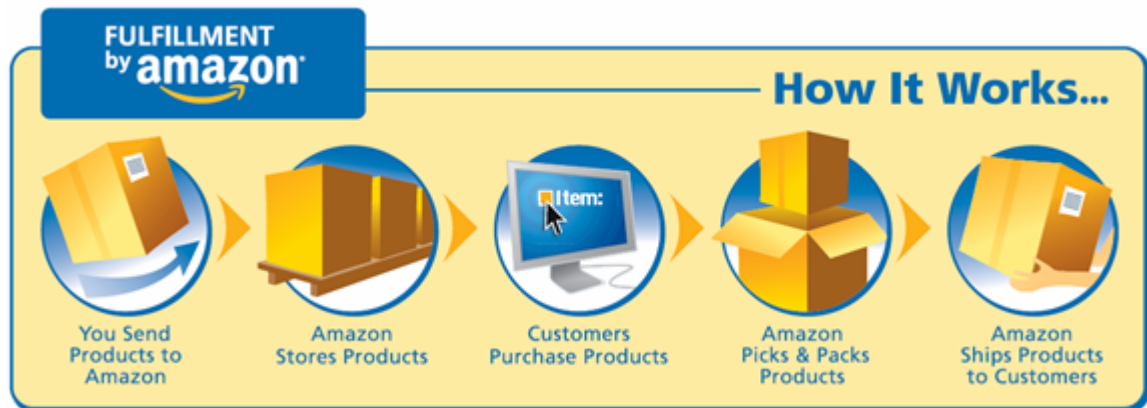 FULFILLMENT
by amazon
How It Works...
Item:
You Send
Products to
Amazon
Amazon
Stores Products
Customers
Purchase Products
Amazon
Picks & Packs
Products
Amazon
Ships Products
to Customers